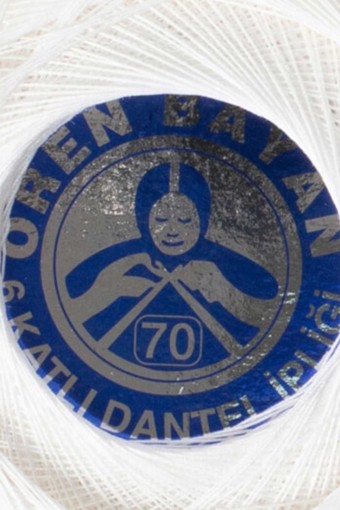 ÖREN BAYAN
70
6 KATLI DANTEL İPLİĞİ